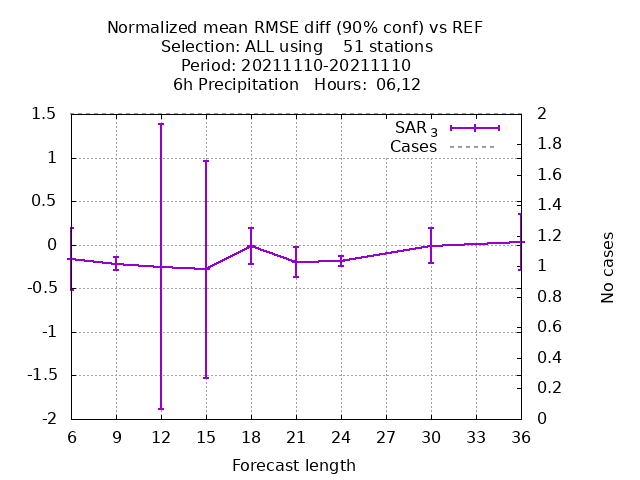 Normalized mean RMSE diff (90% conf) vs REF
Selection: ALL using    51 stations
Period: 20211110-20211110
6h Precipitation   Hours:  06,12
SAR 3
Cases
1.5
1
0.5
0
-0.5
-1
-1.5
-2
2
1.8
1.6
1.4
1.2
1
0.8
0.6
0.4
0.2
0
No cases
6 9 12 15 18 21 24 27 30 33 36
Forecast length